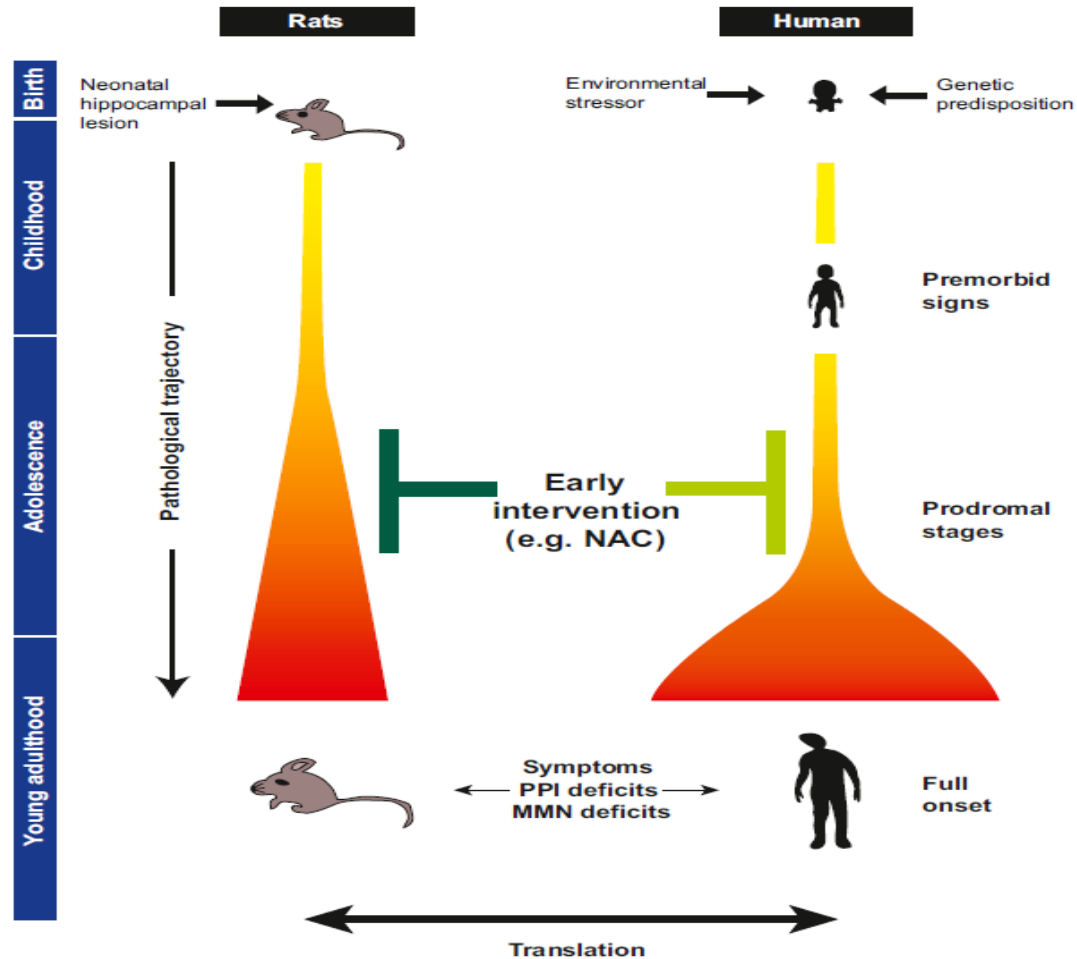 Rats
Human
Birth
Neonatal
hippocampal
lesion
Environmental
stressor
Genetic
predisposition
Childhood
Premorbid
signs
Pathological trajectory
Adolescence
Early
intervention
(e.g. NAC)
Prodromal
stages
Young adulthood
Symptoms
PPI deficits
MMN deficits
Full
onset
Translation